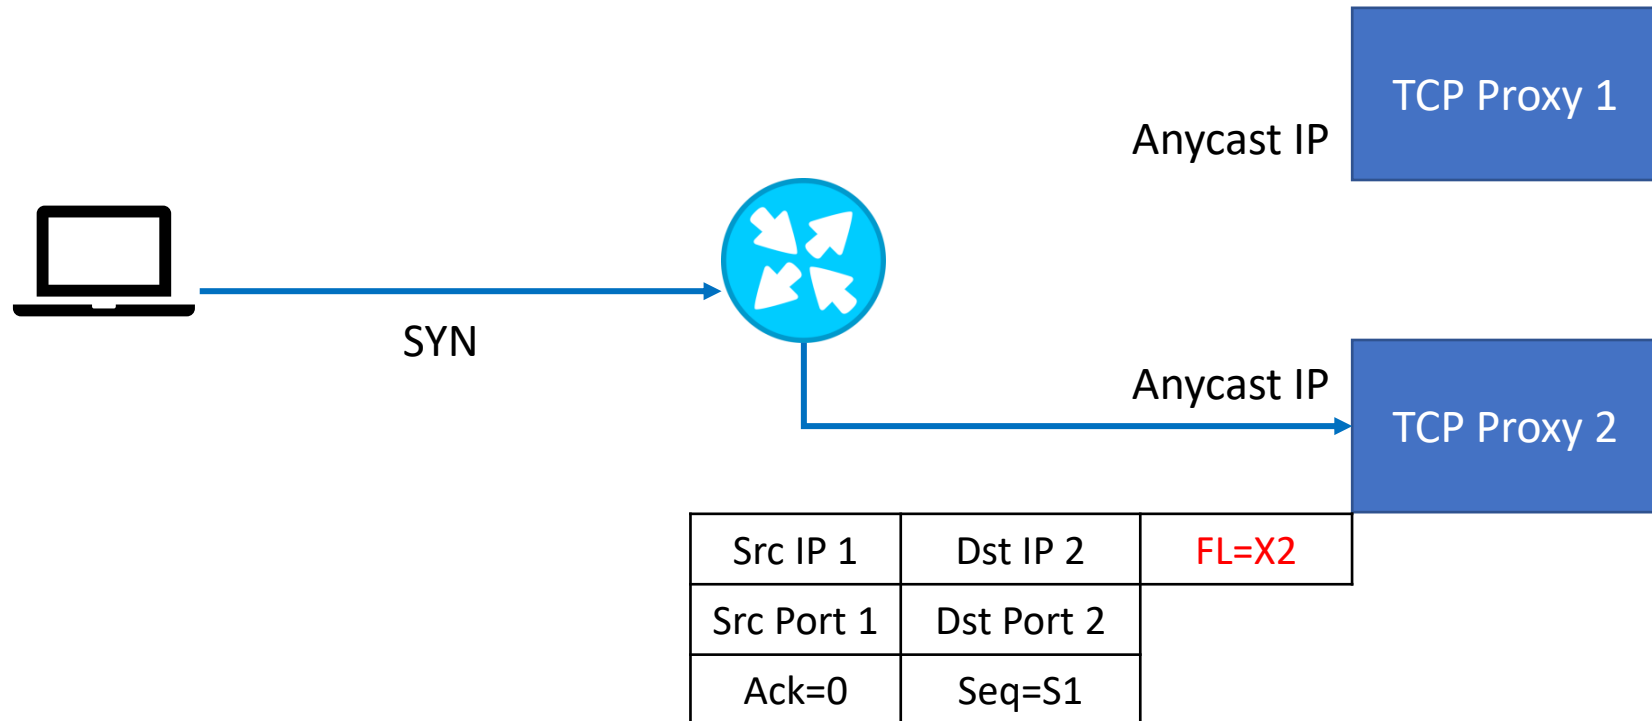 TCP Proxy 1
Anycast IP
SYN
Anycast IP
TCP Proxy 2
Src IP 1 Dst IP 2 FL=X2
Src Port 1 Dst Port 2
Ack=0 Seq=S1